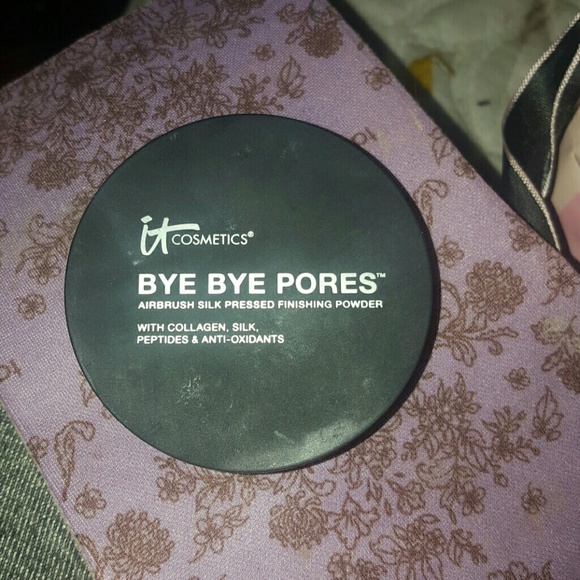 it COSMETICS®
BYE BYE PORES™
AIRBRUSH SILK PRESSED FINISHING POWDER
WITH COLLAGEN, SILK,
PEPTIDES & ANTI-OXIDANTS